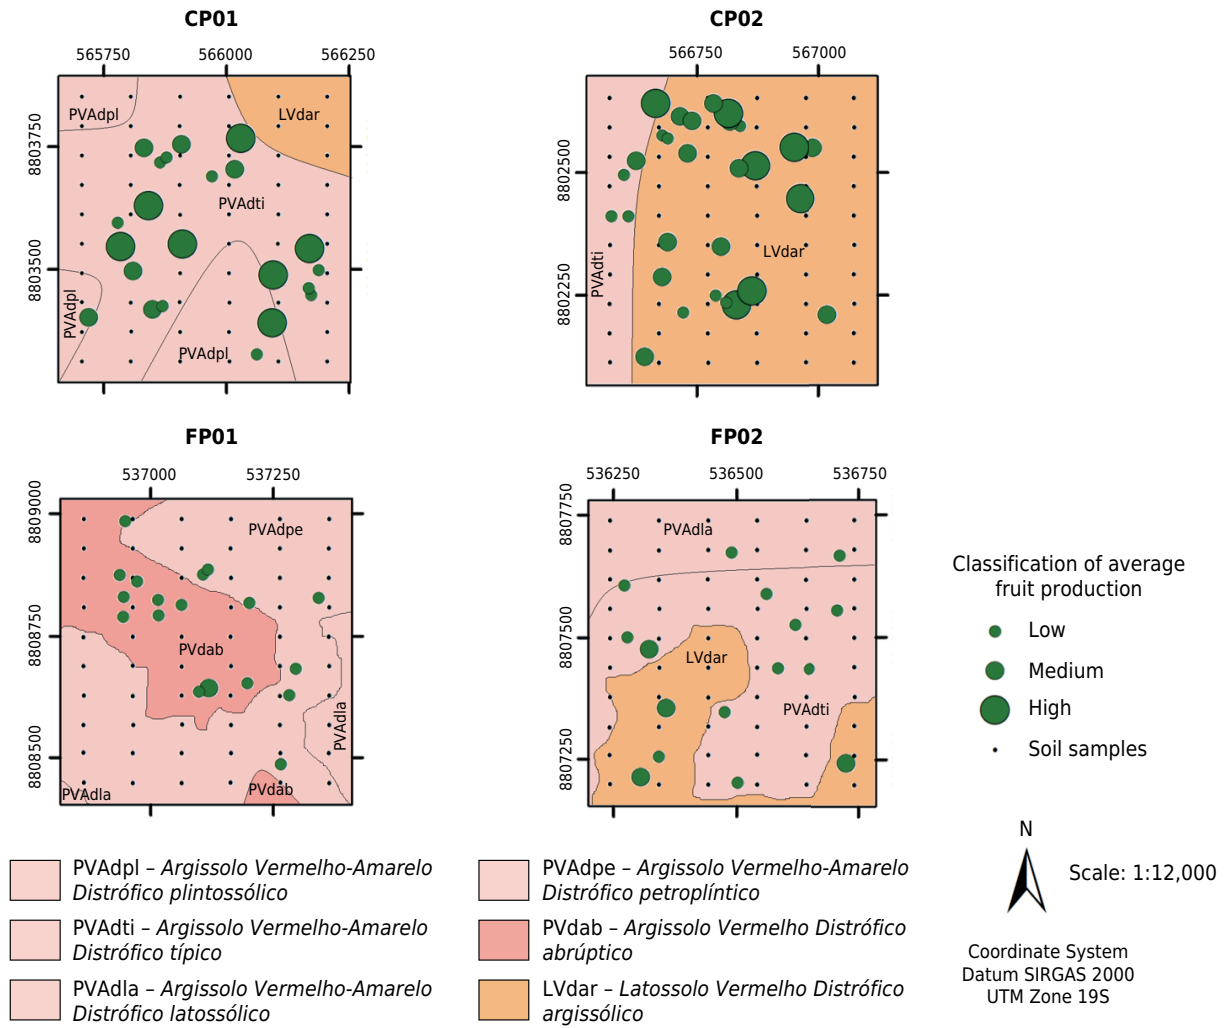 CP01
565750
566000
566250
8803750
8803500
PVAdpl
LVdar
PVAdti
PVAdpl
PVAdpl
CP02
566750
567000
8802500
8802250
PVAdti
LVdar
FP01
537000
537250
8809000
8808750
8808500
PVAdpe
PVdab
PVAdla
PVAdla
PVdab
FP02
536250
536500
536750
8807750
8807500
8807250
PVAdla
LVdar
PVAdti
Classification of average
fruit production
Low
Medium
High
Soil samples
PVAdpl – Argissolo Vermelho-Amarelo
Distrófico plintossólico
PVAdti – Argissolo Vermelho-Amarelo
Distrófico típico
PVAdla – Argissolo Vermelho-Amarelo
Distrófico latossólico
PVAdpe – Argissolo Vermelho-Amarelo
Distrófico petroplíntico
PVdab – Argissolo Vermelho Distrófico
abrúptico
LVdar – Latossolo Vermelho Distrófico
argissólico
N
Scale: 1:12,000
Coordinate System
Datum SIRGAS 2000
UTM Zone 19S